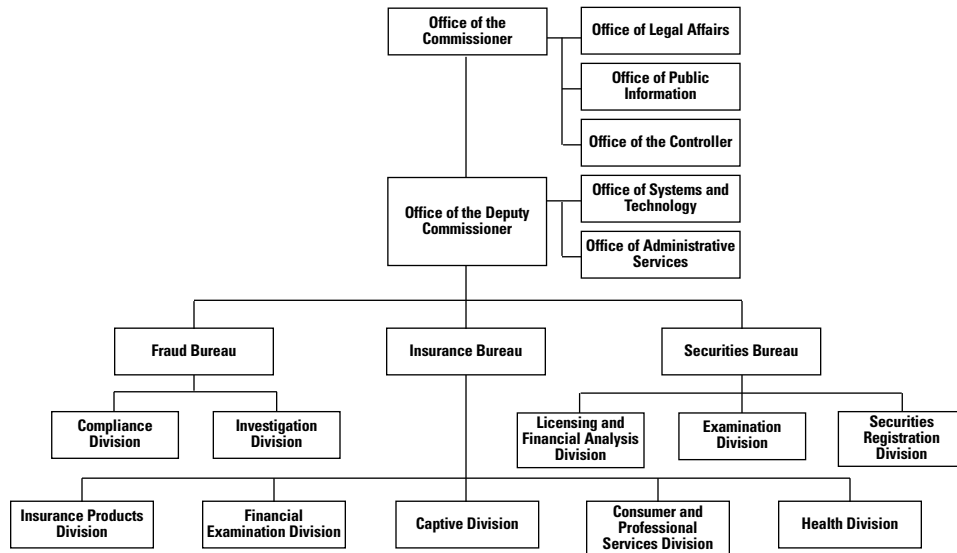 Office of the
Commissioner
Office of Legal Affairs
Office of Public
Information
Office of the Controller
Office of the Deputy
Commissioner
Office of Systems and
Technology
Office of Administrative
Services
Fraud Bureau
Insurance Bureau
Securities Bureau
Compliance
Division
Investigation
Division
Licensing and
Financial Analysis
Division
Examination
Division
Securities
Registration
Division
Insurance Products
Division
Financial
Examination Division
Captive Division
Consumer and
Professional
Services Division
Health Division